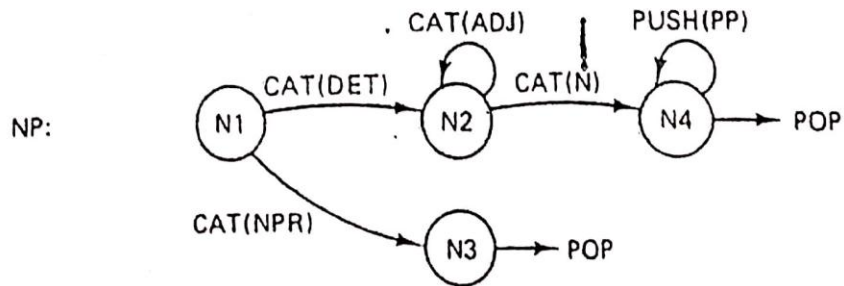 CAT(ADJ) PUSH(PP)
CAT(DET) CAT(N)
NP: N1 N2 N4 POP
CAT(NPR)
N3 POP